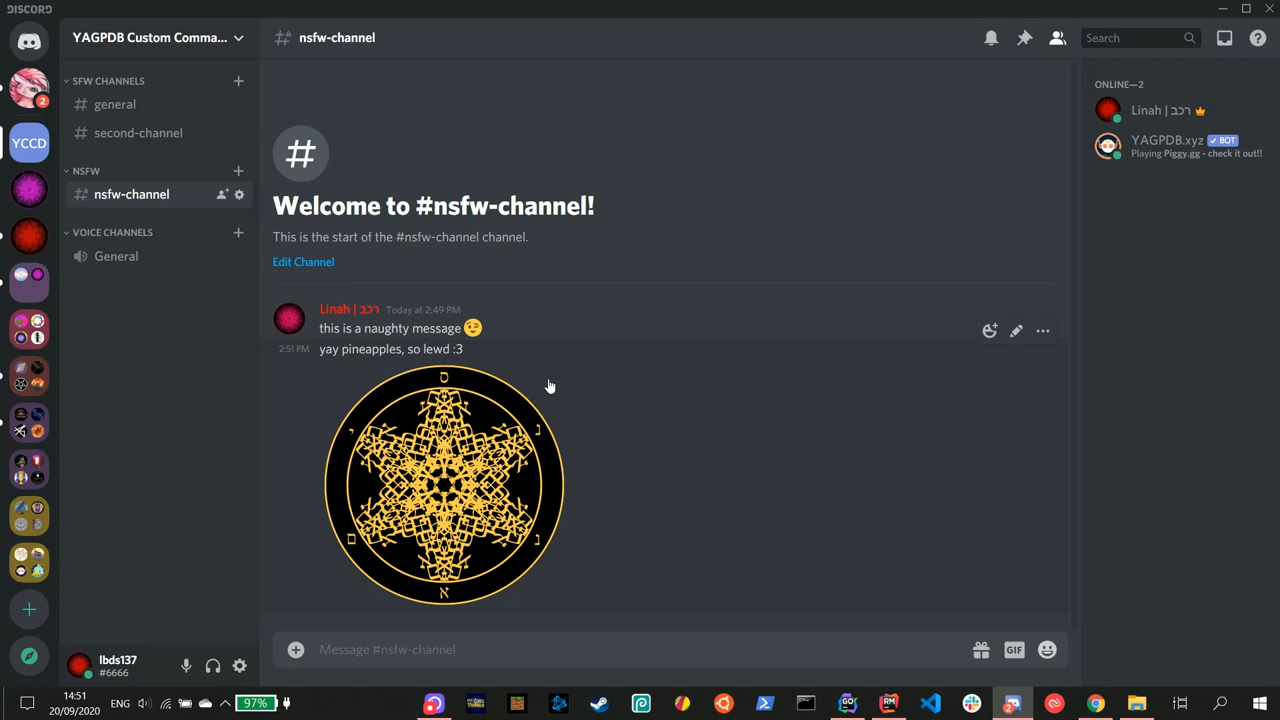 DISCORD
YAGPDB Custom Comma...
nsfw-channel
Search
SFW CHANNELS
general
second-channel
YCCD
NSFW
nsfw-channel
VOICE CHANNELS
General
2
Welcome to #nsfw-channel!
This is the start of the #nsfw-channel channel.
Edit Channel
Linah | רכב Today at 2:49 PM
this is a naughty message
2:51 PM yay pineapples, so lewd :3
ס
י נ
ם נ
א
Message #nsfw-channel
GIF
ONLINE—2
Linah | רכב
YAGPDB.xyz BOT
Playing Piggy.gg - check it out!!
lbds137
#6666
14:51
20/09/2020
ENG
97%
GO
RM
2